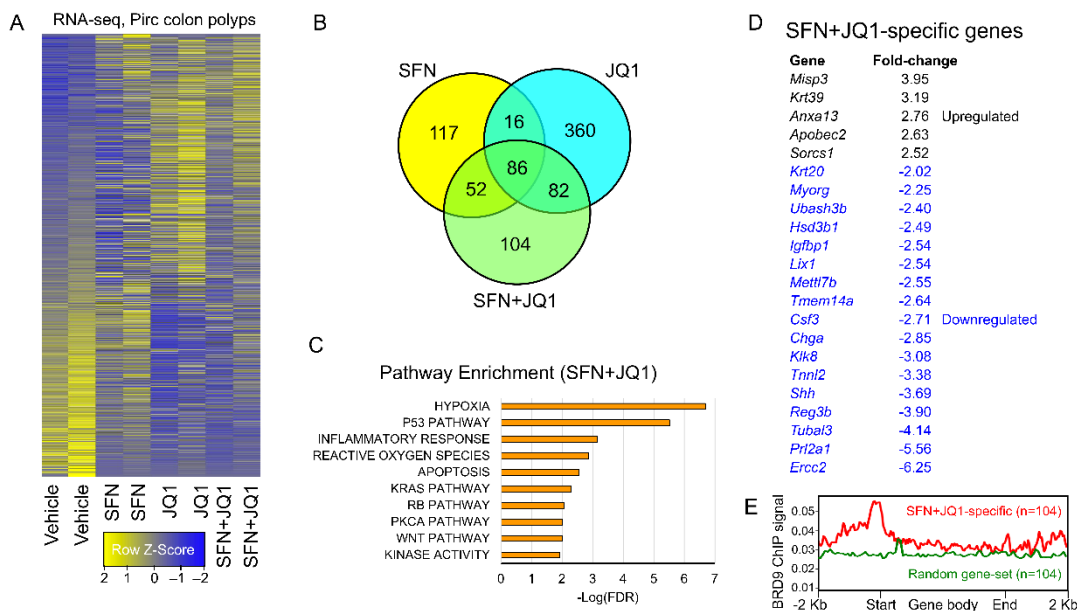 A
RNA-seq, Pirc colon polyps
Vehicle
Vehicle
SFN
SFN
JQ1
JQ1
SFN+JQ1
SFN+JQ1
Row Z-Score
2 1 0 –1 –2
B
SFN
JQ1
117
16
360
86
52
82
104
SFN+JQ1
C
Pathway Enrichment (SFN+JQ1)
HYPOXIA
P53 PATHWAY
INFLAMMATORY RESPONSE
REACTIVE OXYGEN SPECIES
APOPTOSIS
KRAS PATHWAY
RB PATHWAY
PKCA PATHWAY
WNT PATHWAY
KINASE ACTIVITY
0 1 2 3 4 5 6 7
-Log(FDR)
D
SFN+JQ1-specific genes
Gene Fold-change
Misp3 3.95
Krt39 3.19
Anxa13 2.76 Upregulated
Apobec2 2.63
Sorcs1 2.52
Krt20 -2.02
Myorg -2.25
Ubash3b -2.40
Hsd3b1 -2.49
Igfbp1 -2.54
Lix1 -2.54
Mettl7b -2.55
Tmem14a -2.64
Csf3 -2.71 Downregulated
Chga -2.85
Klk8 -3.08
Tnnl2 -3.38
Shh -3.69
Reg3b -3.90
Tubal3 -4.14
Prl2a1 -5.56
Ercc2 -6.25
E
BRD9 ChIP signal
0.05
0.04
0.03
0.02
0.01
SFN+JQ1-specific (n=104)
Random gene-set (n=104)
-2 Kb Start Gene body End 2 Kb